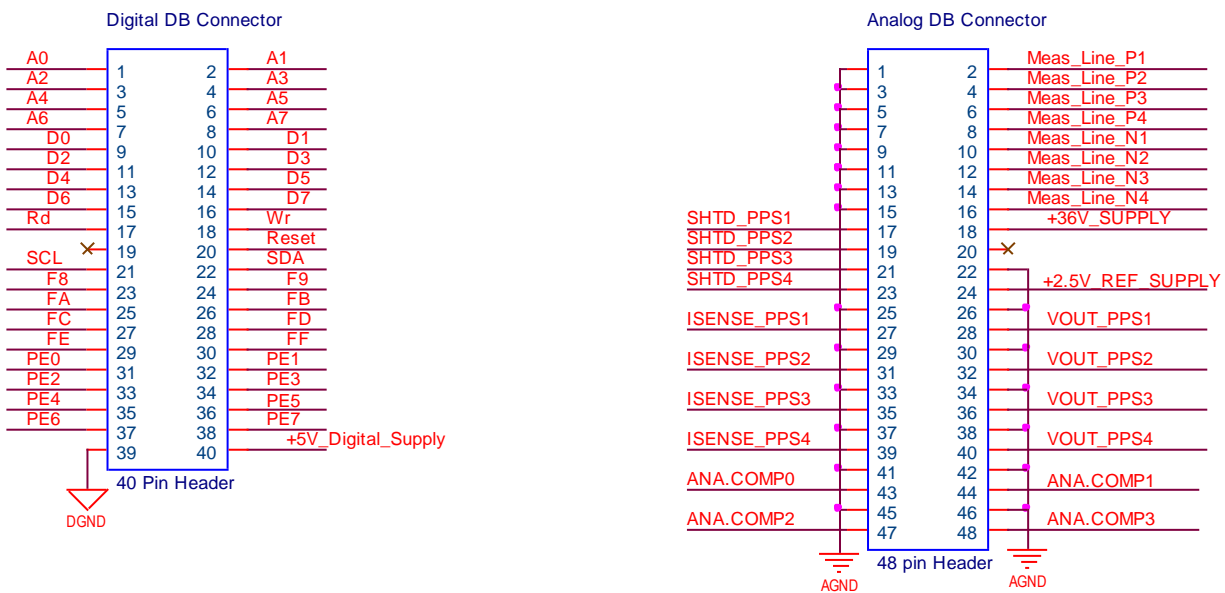 Digital DB Connector
A0 1 2 A1
A2 3 4 A3
A4 5 6 A5
A6 7 8 A7
D0 9 10 D1
D2 11 12 D3
D4 13 14 D5
D6 15 16 D7
Rd 17 18 Wr
19 20 Reset
SCL 21 22 SDA
F8 23 24 F9
FA 25 26 FB
FC 27 28 FD
FE 29 30 FF
PE0 31 32 PE1
PE2 33 34 PE3
PE4 35 36 PE5
PE6 37 38 PE7
39 40 +5V_Digital_Supply
40 Pin Header
DGND
Analog DB Connector
1 2 Meas_Line_P1
3 4 Meas_Line_P2
5 6 Meas_Line_P3
7 8 Meas_Line_P4
9 10 Meas_Line_N1
11 12 Meas_Line_N2
13 14 Meas_Line_N3
15 16 Meas_Line_N4
SHTD_PPS1 17 18 +36V_SUPPLY
SHTD_PPS2 19 20
SHTD_PPS3 21 22
SHTD_PPS4 23 24 +2.5V_REF_SUPPLY
25 26
ISENSE_PPS1 27 28 VOUT_PPS1
29 30
ISENSE_PPS2 31 32 VOUT_PPS2
33 34
ISENSE_PPS3 35 36 VOUT_PPS3
37 38
ISENSE_PPS4 39 40 VOUT_PPS4
41 42
ANA.COMP0 43 44 ANA.COMP1
45 46
ANA.COMP2 47 48 ANA.COMP3
48 pin Header
AGND AGND